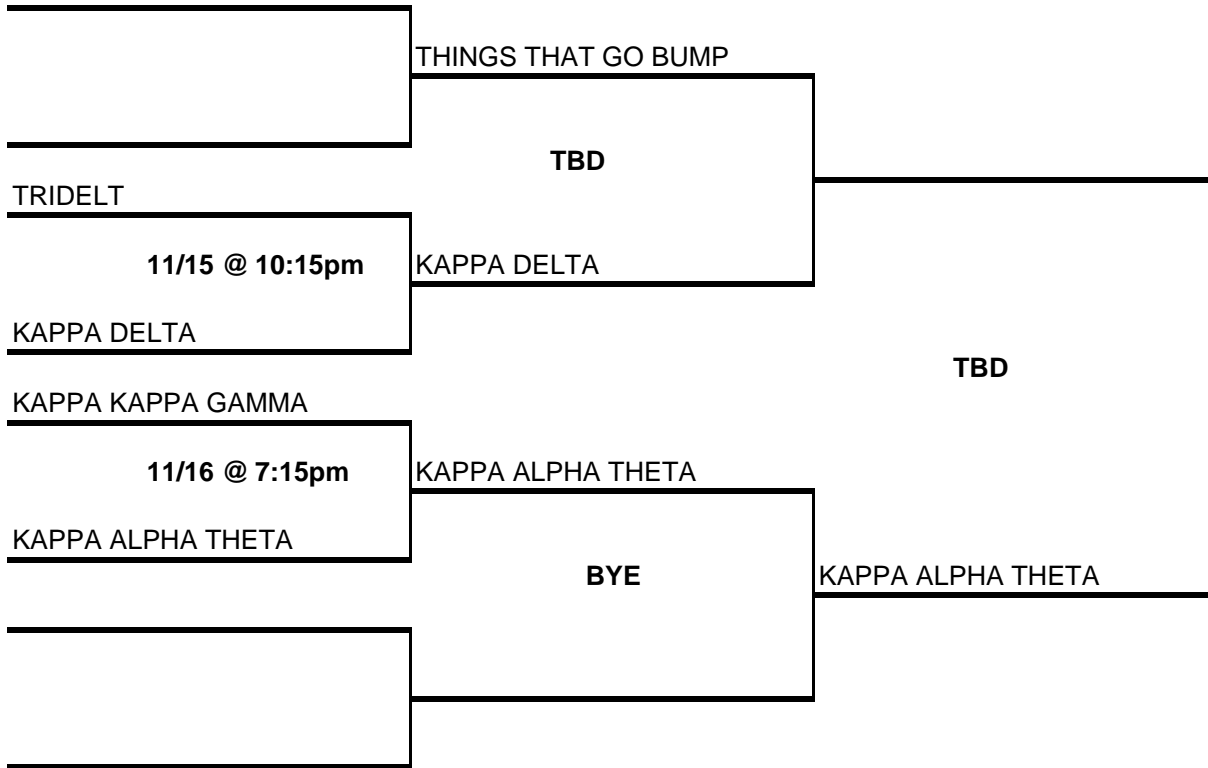 THINGS THAT GO BUMP
TBD
TRIDELT
11/15 @ 10:15pm
KAPPA DELTA
KAPPA DELTA
TBD
KAPPA KAPPA GAMMA
11/16 @ 7:15pm
KAPPA ALPHA THETA
KAPPA ALPHA THETA
BYE
KAPPA ALPHA THETA